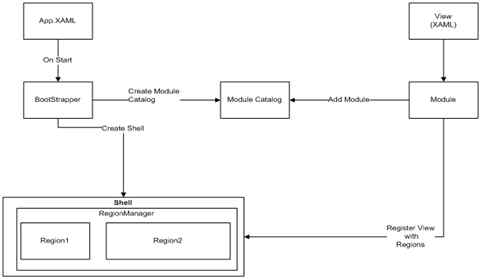 App.XAML
View
(XAML)
On Start
BootStrapper
Create Module
Catalog
Module Catalog
Add Module
Module
Create Shell
Shell
RegionManager
Region1
Region2
Register View
with
Regions